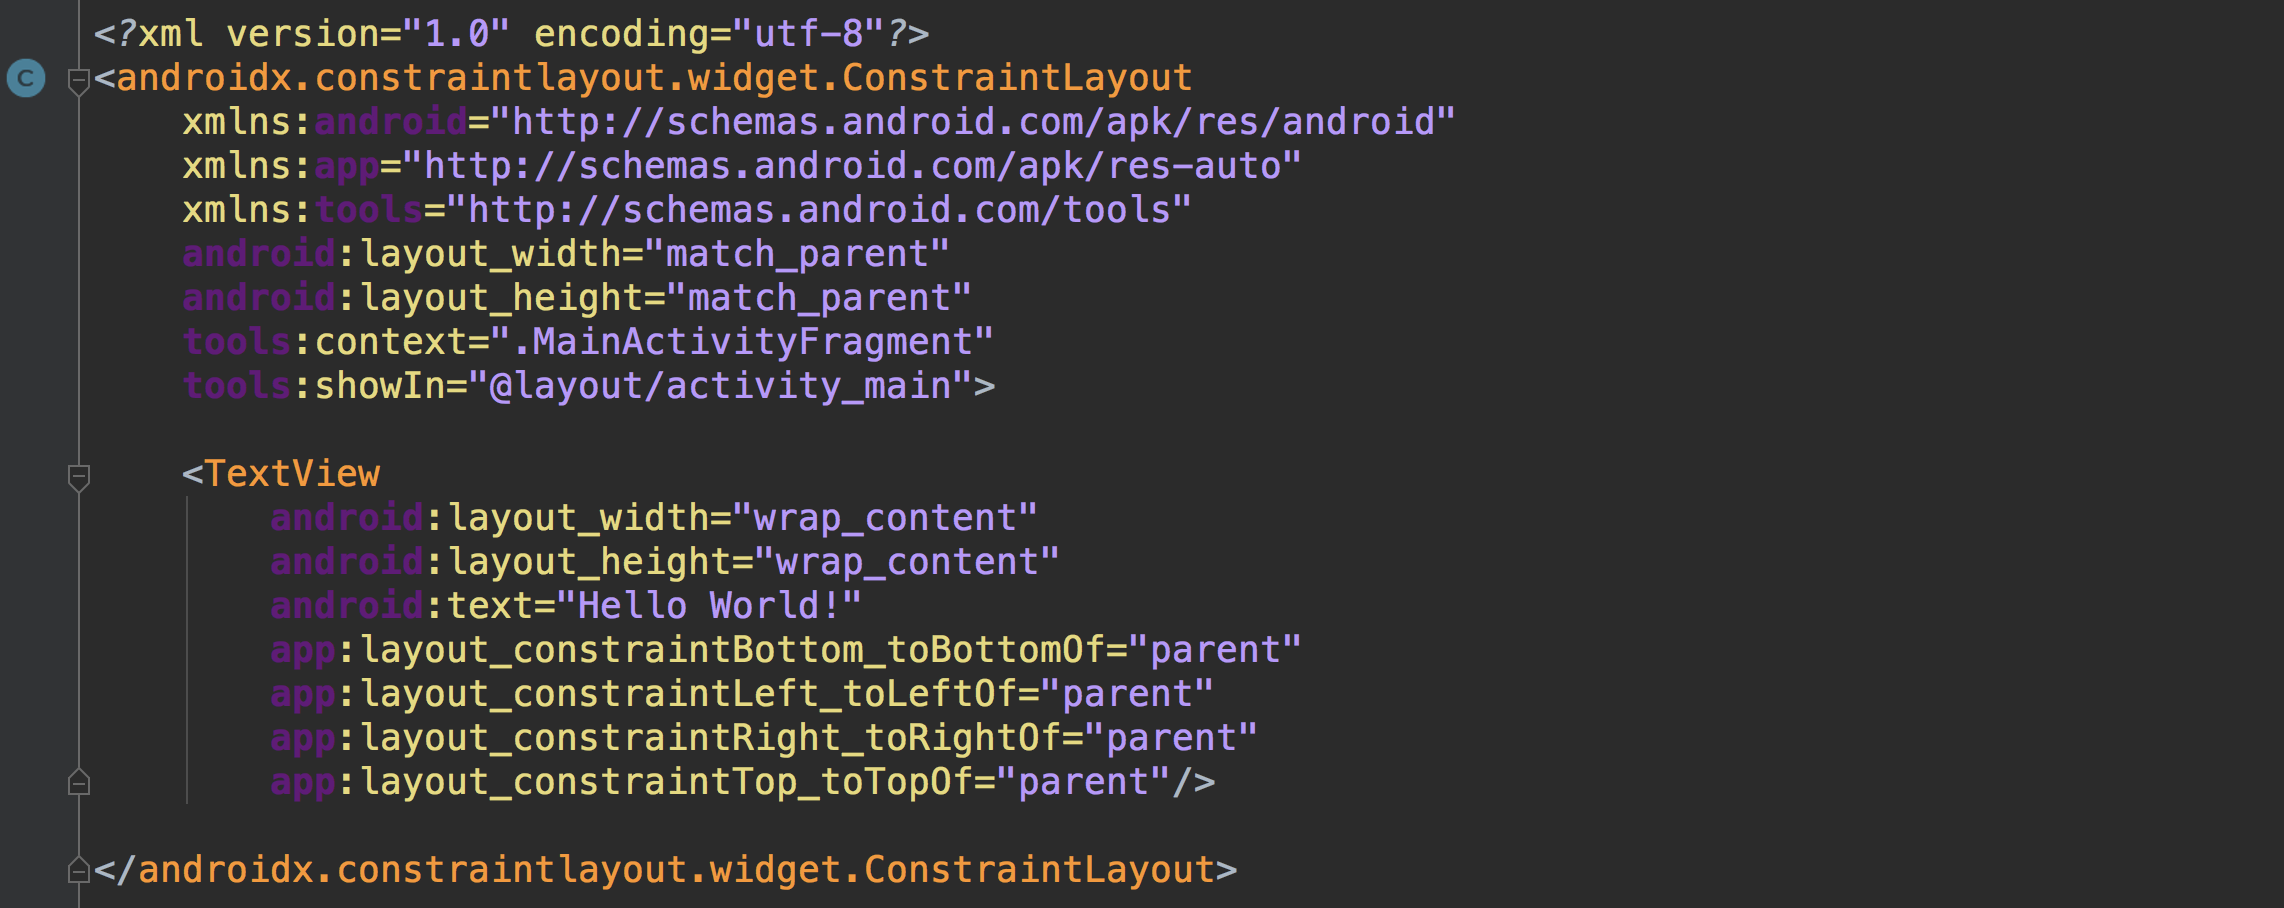 <?xml version="1.0" encoding="utf-8"?>
C
<androidx.constraintlayout.widget.ConstraintLayout
xmlns:android="http://schemas.android.com/apk/res/android"
xmlns:app="http://schemas.android.com/apk/res-auto"
xmlns:tools="http://schemas.android.com/tools"
android:layout_width="match_parent"
android:layout_height="match_parent"
tools:context=".MainActivityFragment"
tools:showIn="@layout/activity_main">
<TextView
android:layout_width="wrap_content"
android:layout_height="wrap_content"
android:text="Hello World!"
app:layout_constraintBottom_toBottomOf="parent"
app:layout_constraintLeft_toLeftOf="parent"
app:layout_constraintRight_toRightOf="parent"
app:layout_constraintTop_toTopOf="parent"/>
</androidx.constraintlayout.widget.ConstraintLayout>